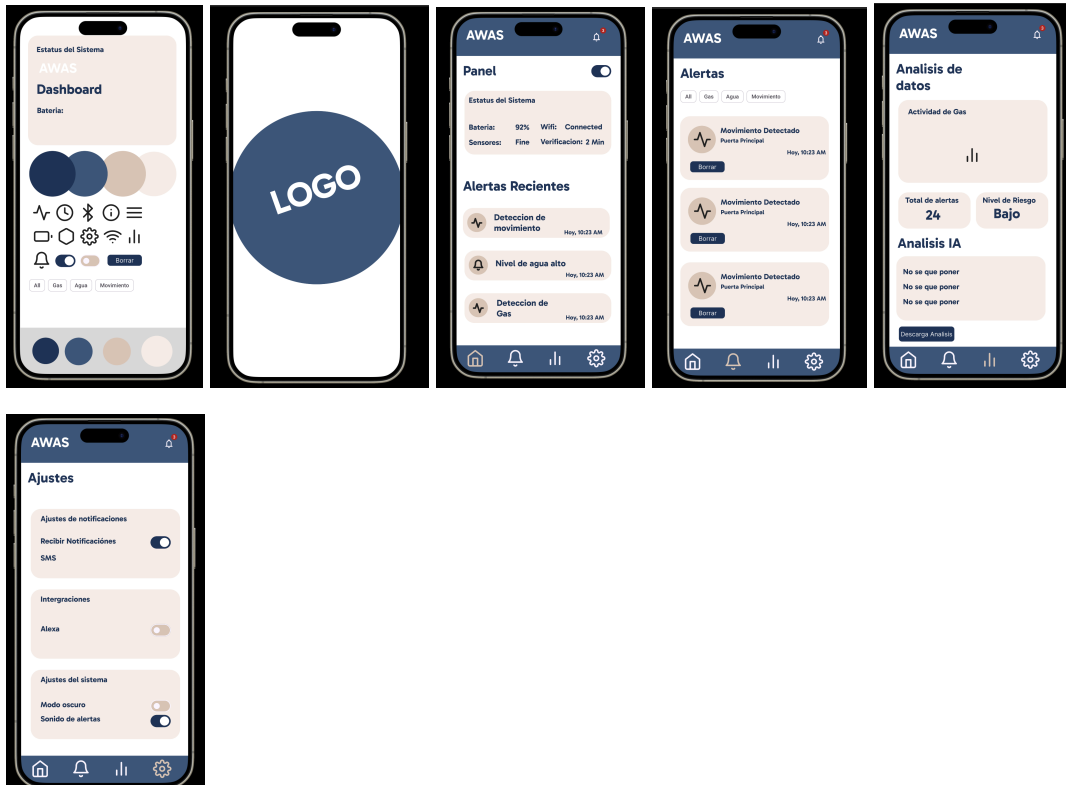 Estatus del Sistema
AWAS
Dashboard
Bateria:
Borrar
All Gas Agua Movimiento
LOGO
AWAS
3
Panel
Estatus del Sistema
Bateria: 92% Wifi: Connected
Sensores: Fine Verificacion: 2 Min
Alertas Recientes
Deteccion de
movimiento
Hoy, 10:23 AM
Nivel de agua alto
Hoy, 10:23 AM
Deteccion de
Gas
Hoy, 10:23 AM
AWAS
3
Alertas
All Gas Agua Movimiento
Movimiento Detectado
Puerta Principal
Hoy, 10:23 AM
Borrar
Movimiento Detectado
Puerta Principal
Hoy, 10:23 AM
Borrar
Movimiento Detectado
Puerta Principal
Hoy, 10:23 AM
Borrar
AWAS
3
Analisis de
datos
Actividad de Gas
Total de alertas
24
Nivel de Riesgo
Bajo
Analisis IA
No se que poner
No se que poner
No se que poner
Descarga Analisis
AWAS
3
Ajustes
Ajustes de notificaciones
Recibir Notificaciónes
SMS
Intergraciones
Alexa
Ajustes del sistema
Modo oscuro
Sonido de alertas